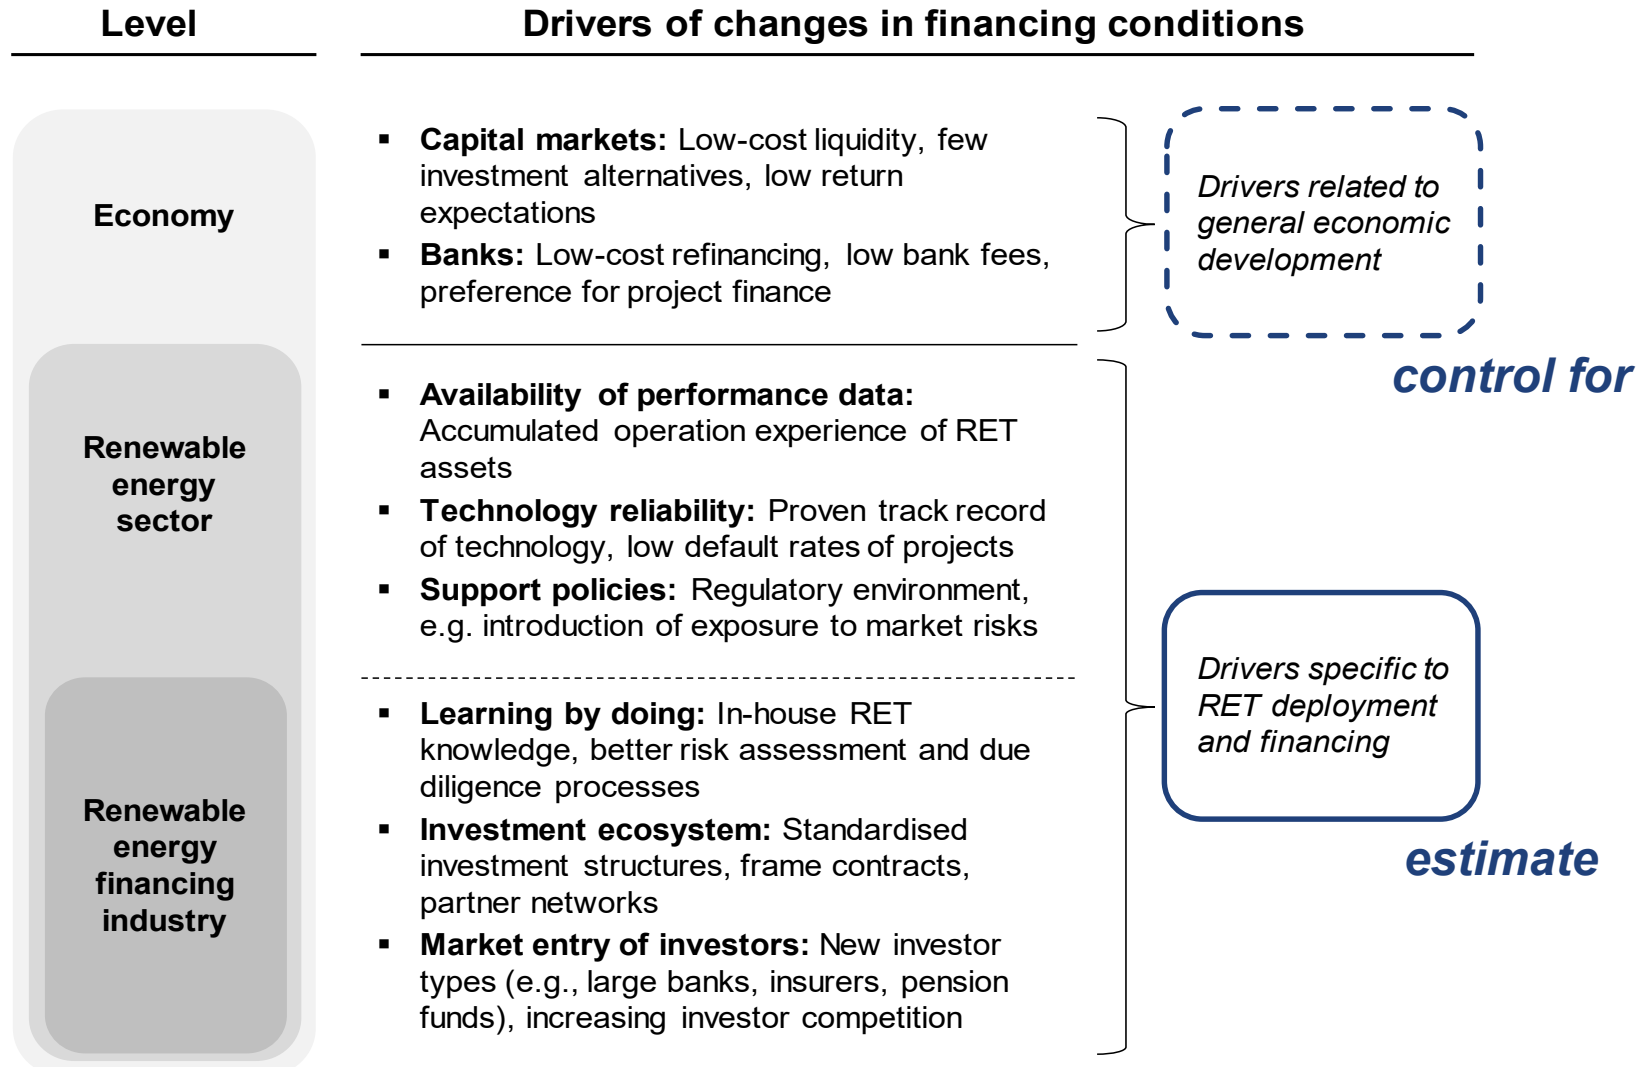 Level
Drivers of changes in financing conditions
Economy
▪ Capital markets: Low-cost liquidity, few
investment alternatives, low return
expectations
▪ Banks: Low-cost refinancing, low bank fees,
preference for project finance
Drivers related to
general economic
development
control for
Renewable
energy
sector
▪ Availability of performance data:
Accumulated operation experience of RET
assets
▪ Technology reliability: Proven track record
of technology, low default rates of projects
▪ Support policies: Regulatory environment,
e.g. introduction of exposure to market risks
Renewable
energy
financing
industry
▪ Learning by doing: In-house RET
knowledge, better risk assessment and due
diligence processes
▪ Investment ecosystem: Standardised
investment structures, frame contracts,
partner networks
▪ Market entry of investors: New investor
types (e.g., large banks, insurers, pension
funds), increasing investor competition
Drivers specific to
RET deployment
and financing
estimate